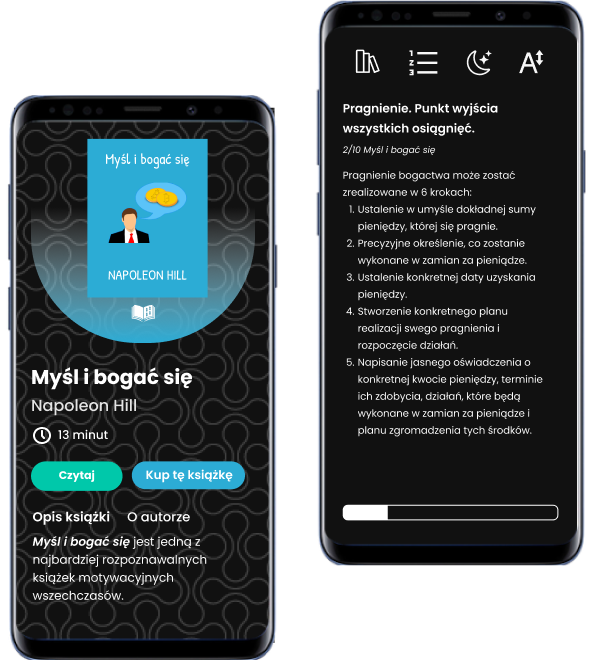 Myśl i bogać się
NAPOLEON HILL
Myśl i bogać się
Napoleon Hill
13 minut
Czytaj
Kup tę książkę
Opis książki
O autorze
Myśl i bogać się jest jedną z
najbardziej rozpoznawalnych
książek motywacyjnych
wszechczasów.
1
2
3
A
Pragnienie. Punkt wyjścia
wszystkich osiągnięć.
2/10 Myśl i bogać się
Pragnienie bogactwa może zostać
zrealizowane w 6 krokach:
1. Ustalenie w umyśle dokładnej sumy
pieniędzy, której się pragnie.
2. Precyzyjne określenie, co zostanie
wykonane w zamian za pieniądze.
3. Ustalenie konkretnej daty uzyskania
pieniędzy.
4. Stworzenie konkretnego planu
realizacji swego pragnienia i
rozpoczęcie działań.
5. Napisanie jasnego oświadczenia o
konkretnej kwocie pieniędzy, terminie
ich zdobycia, działań, które będą
wykonane w zamian za pieniądze i
planu zgromadzenia tych środków.